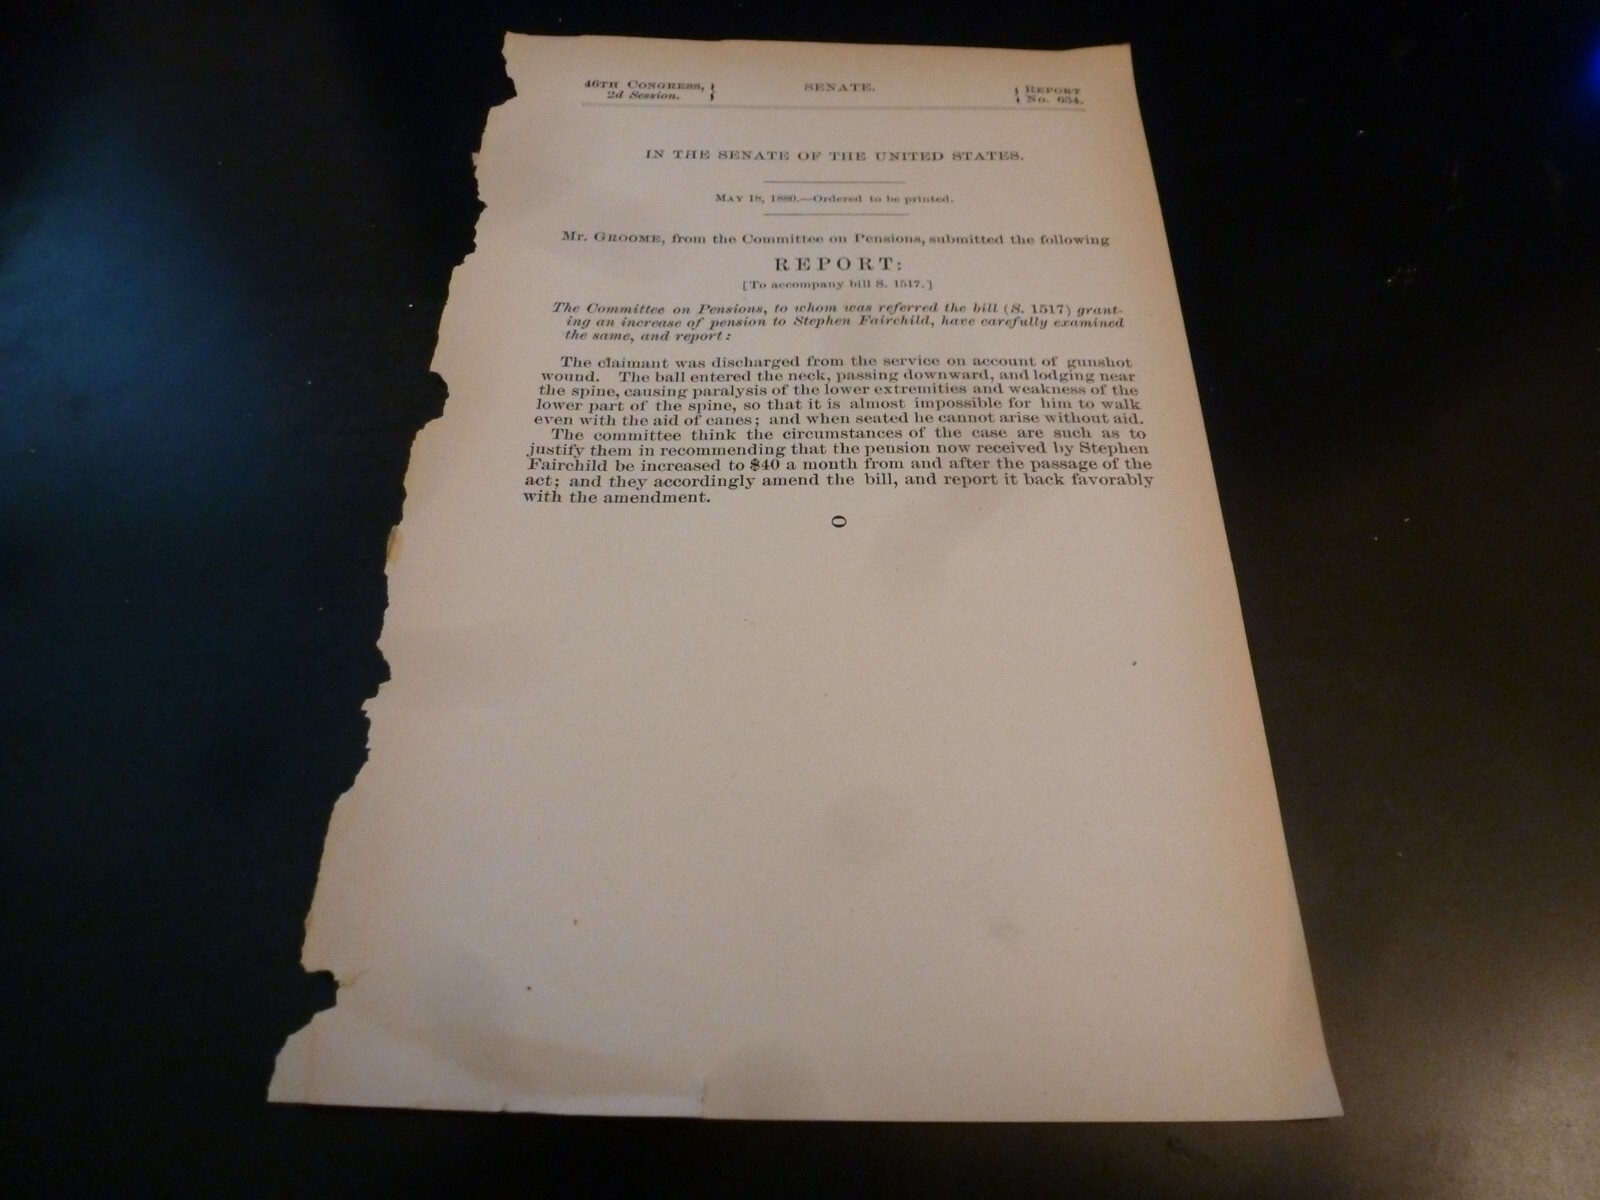 46TH CONGRESS, } SENATE. { REPORT
2d Session. } { No. 634.
IN THE SENATE OF THE UNITED STATES.
MAY 18, 1880.—Ordered to be printed.
Mr. GROOME, from the Committee on Pensions, submitted the following
REPORT:
[To accompany bill S. 1517.]
The Committee on Pensions, to whom was referred the bill (S. 1517) grant-
ing an increase of pension to Stephen Fairchild, have carefully examined
the same, and report:
The claimant was discharged from the service on account of gunshot
wound. The ball entered the neck, passing downward, and lodging near
the spine, causing paralysis of the lower extremities and weakness of the
lower part of the spine, so that it is almost impossible for him to walk
even with the aid of canes; and when seated he cannot arise without aid.
The committee think the circumstances of the case are such as to
justify them in recommending that the pension now received by Stephen
Fairchild be increased to $40 a month from and after the passage of the
act; and they accordingly amend the bill, and report it back favorably
with the amendment.
O